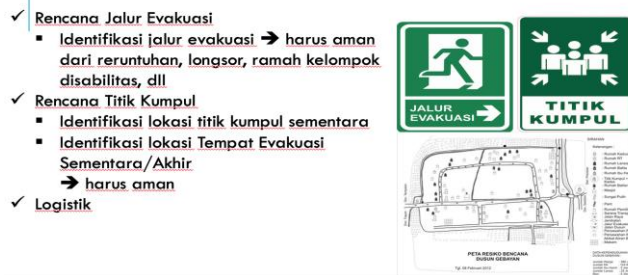 ✓ Rencana Jalur Evakuasi
▪ Identifikasi jalur evakuasi ➔ harus aman
dari reruntuhan, longsor, ramah kelompok
disabilitas, dll
✓ Rencana Titik Kumpul
▪ Identifikasi lokasi titik kumpul sementara
▪ Identifikasi lokasi Tempat Evakuasi
Sementara/Akhir
➔ harus aman
✓ Logistik
JALUR
EVAKUASI
TITIK
KUMPUL
PETA RESIKO BENCANA
DUSUN GEBAYAN